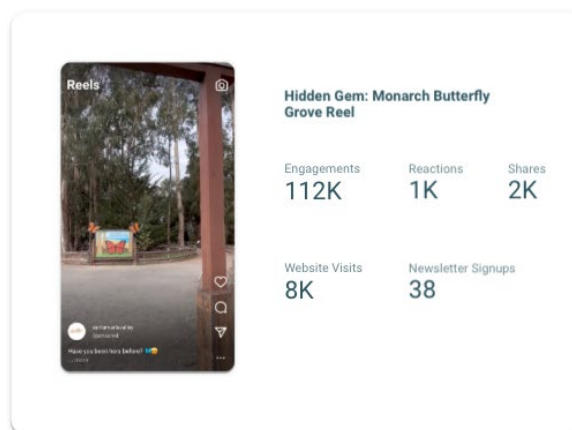 Reels
Hidden Gem: Monarch Butterfly
Grove Reel
Engagements
112K
Reactions
1K
Shares
2K
Website Visits
8K
Newsletter Signups
38
Sponsored
Have you been here before?